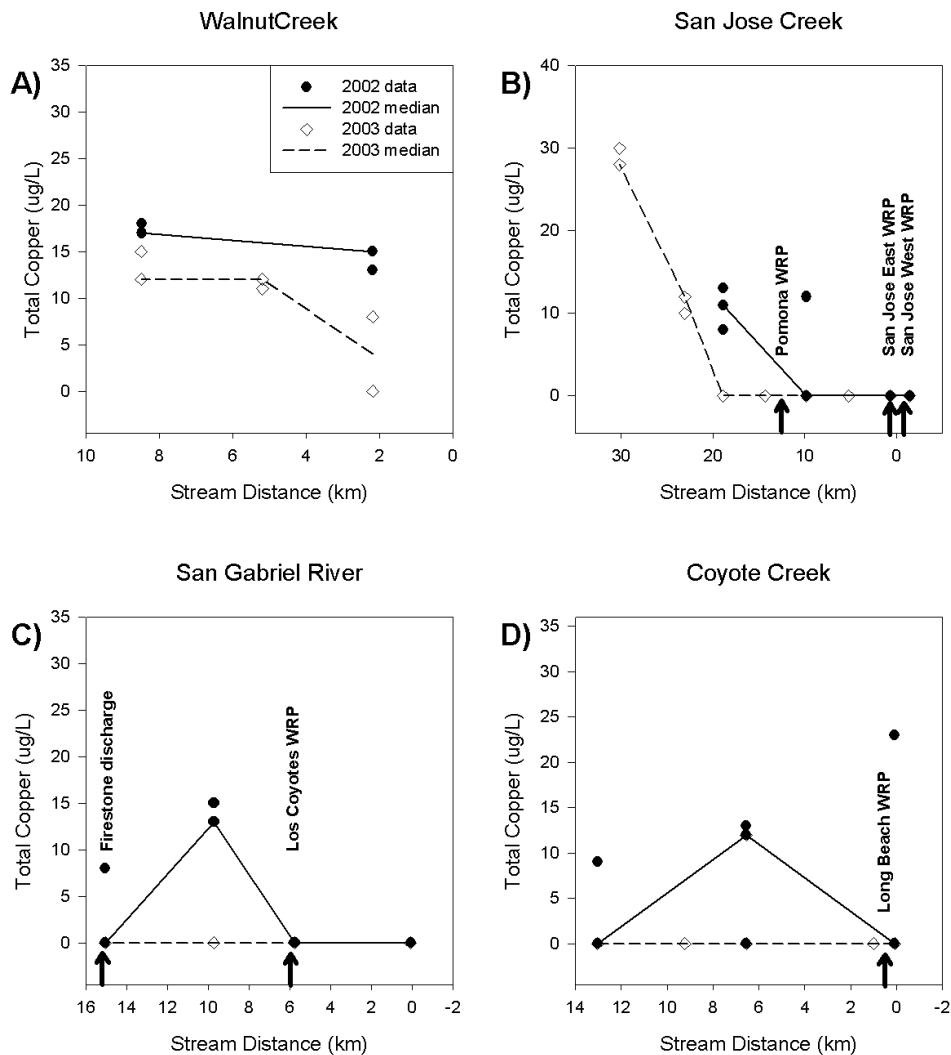 WalnutCreek
A)
35
30
25
20
15
10
5
0
Total Copper (ug/L)
2002 data
2002 median
2003 data
2003 median
10 8 6 4 2 0
Stream Distance (km)
San Jose Creek
B)
40
30
20
10
0
Total Copper (ug/L)
Pomona WRP
San Jose East WRP
San Jose West WRP
30 20 10 0
Stream Distance (km)
San Gabriel River
C)
35
30
25
20
15
10
5
0
Total Copper (ug/L)
Firestone discharge
Los Coyotes WRP
16 14 12 10 8 6 4 2 0 -2
Stream Distance (km)
Coyote Creek
D)
35
30
25
20
15
10
5
0
Total Copper (ug/L)
Long Beach WRP
14 12 10 8 6 4 2 0 -2
Stream Distance (km)